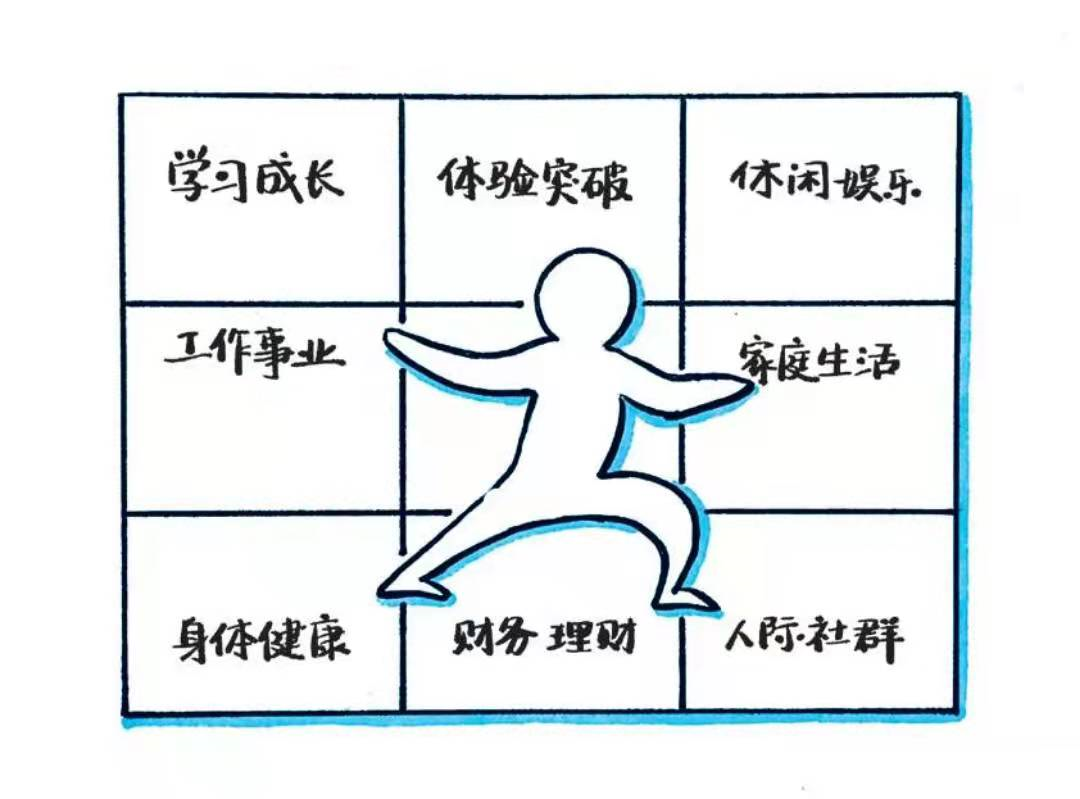 学习成长
体验突破
休闲娱乐
工作事业
家庭生活
身体健康
财务理财
人际·社群